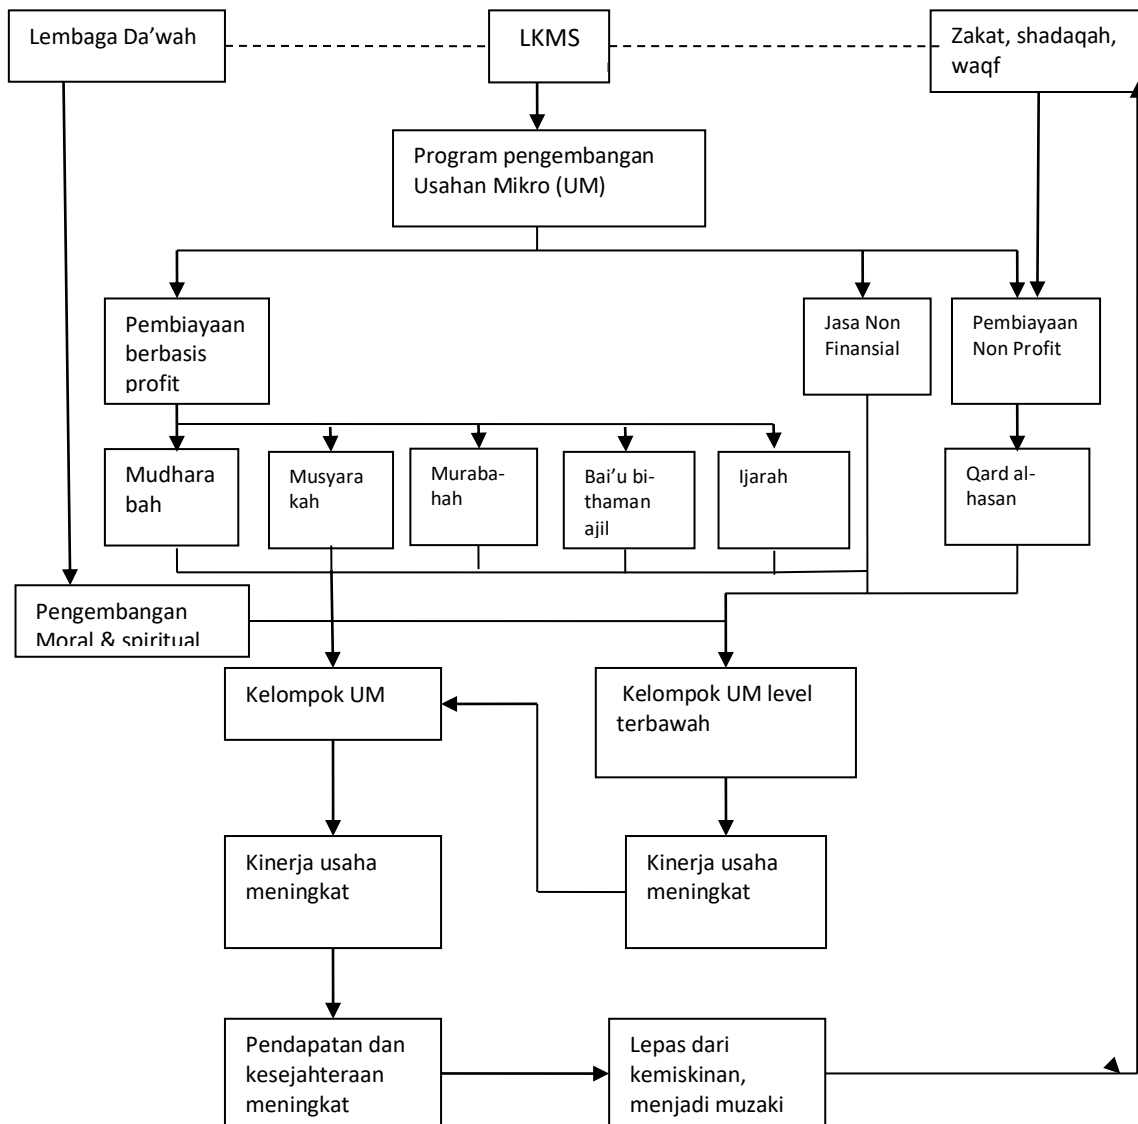 Lembaga Da’wah
LKMS
Zakat, shadaqah,
waqf
Program pengembangan
Usahan Mikro (UM)
Pembiayaan
berbasis
profit
Jasa Non
Finansial
Pembiayaan
Non Profit
Mudhara
bah
Musyara
kah
Muraba-
hah
Bai’u bi-
thaman
ajil
Ijarah
Qard al-
hasan
Pengembangan
Moral & spiritual
Kelompok UM
Kelompok UM level
terbawah
Kinerja usaha
meningkat
Kinerja usaha
meningkat
Pendapatan dan
kesejahteraan
meningkat
Lepas dari
kemiskinan,
menjadi muzaki